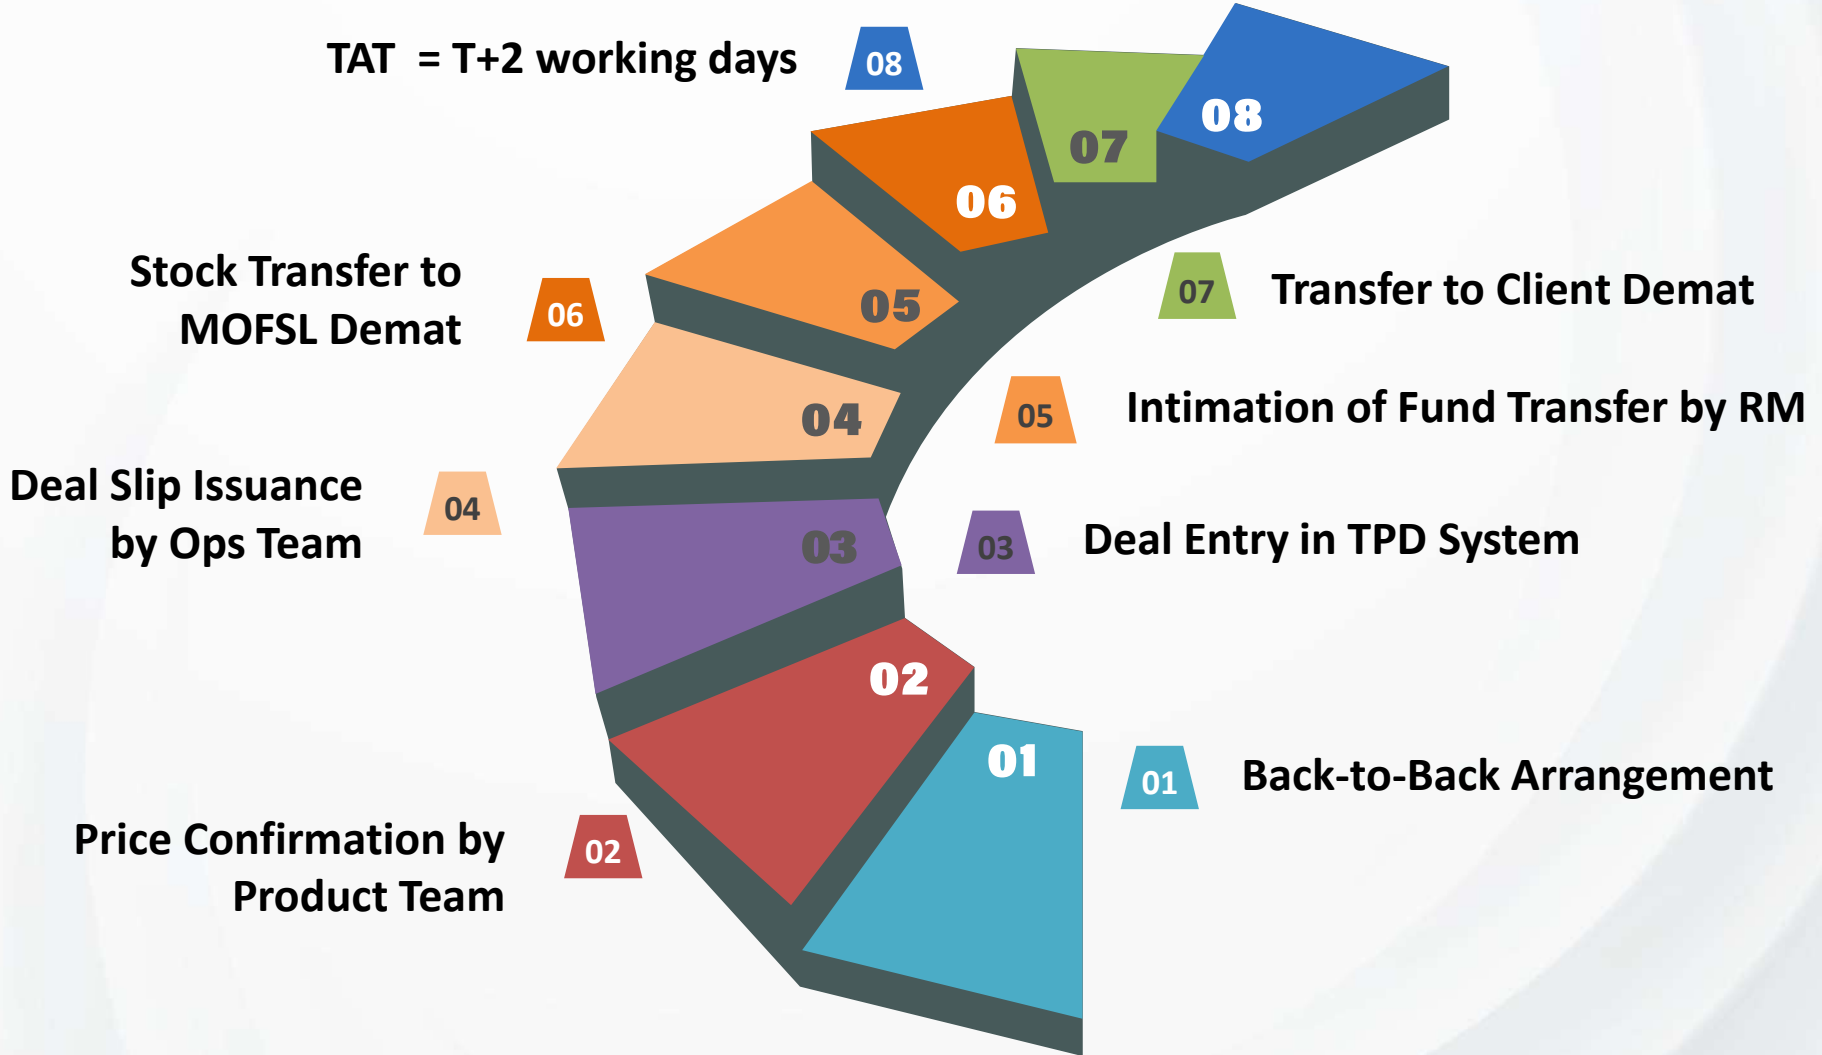 TAT = T+2 working days
08
08
07
06
Stock Transfer to
MOFSL Demat
06
07
Transfer to Client Demat
05
05
Intimation of Fund Transfer by RM
04
Deal Slip Issuance
by Ops Team
04
03
03
Deal Entry in TPD System
02
01
01
Back-to-Back Arrangement
Price Confirmation by
Product Team
02